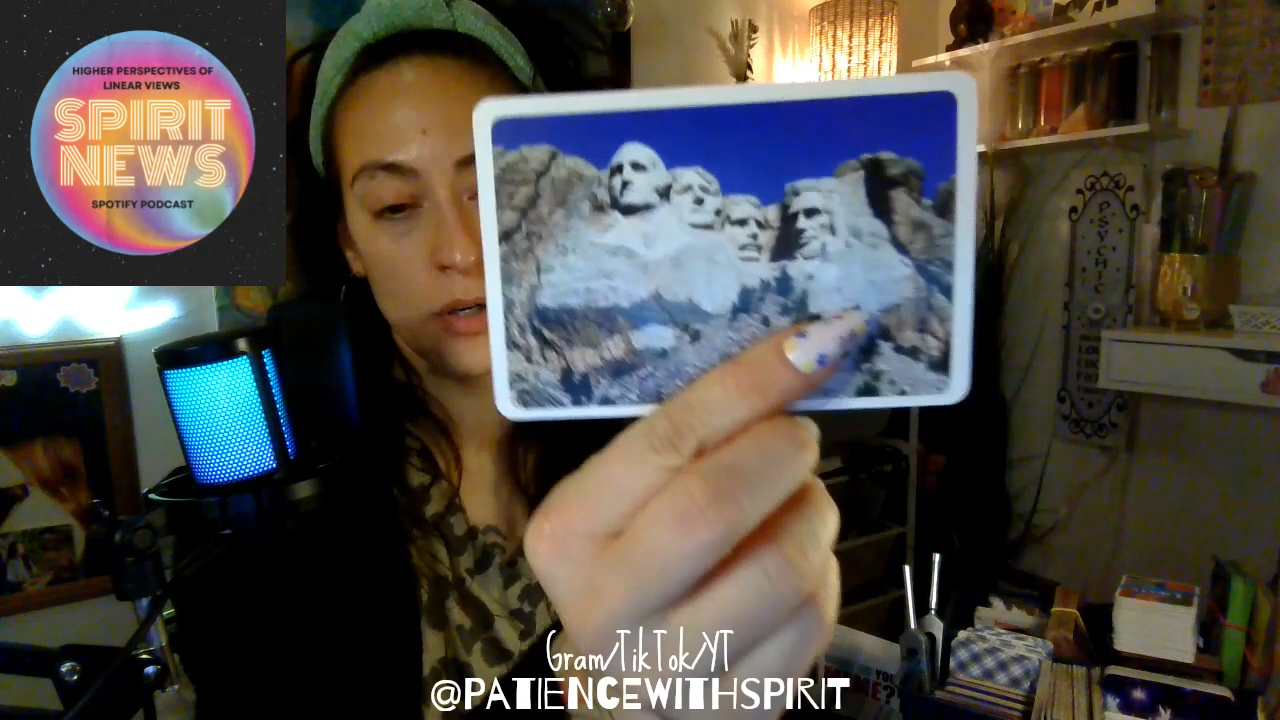 HIGHER PERSPECTIVES OF
LINEAR VIEWS
SPIRIT
NEWS
SPOTIFY PODCAST
PSYCHIC
Gram/TikTok/YT
@PATIENCEWITHSPIRIT